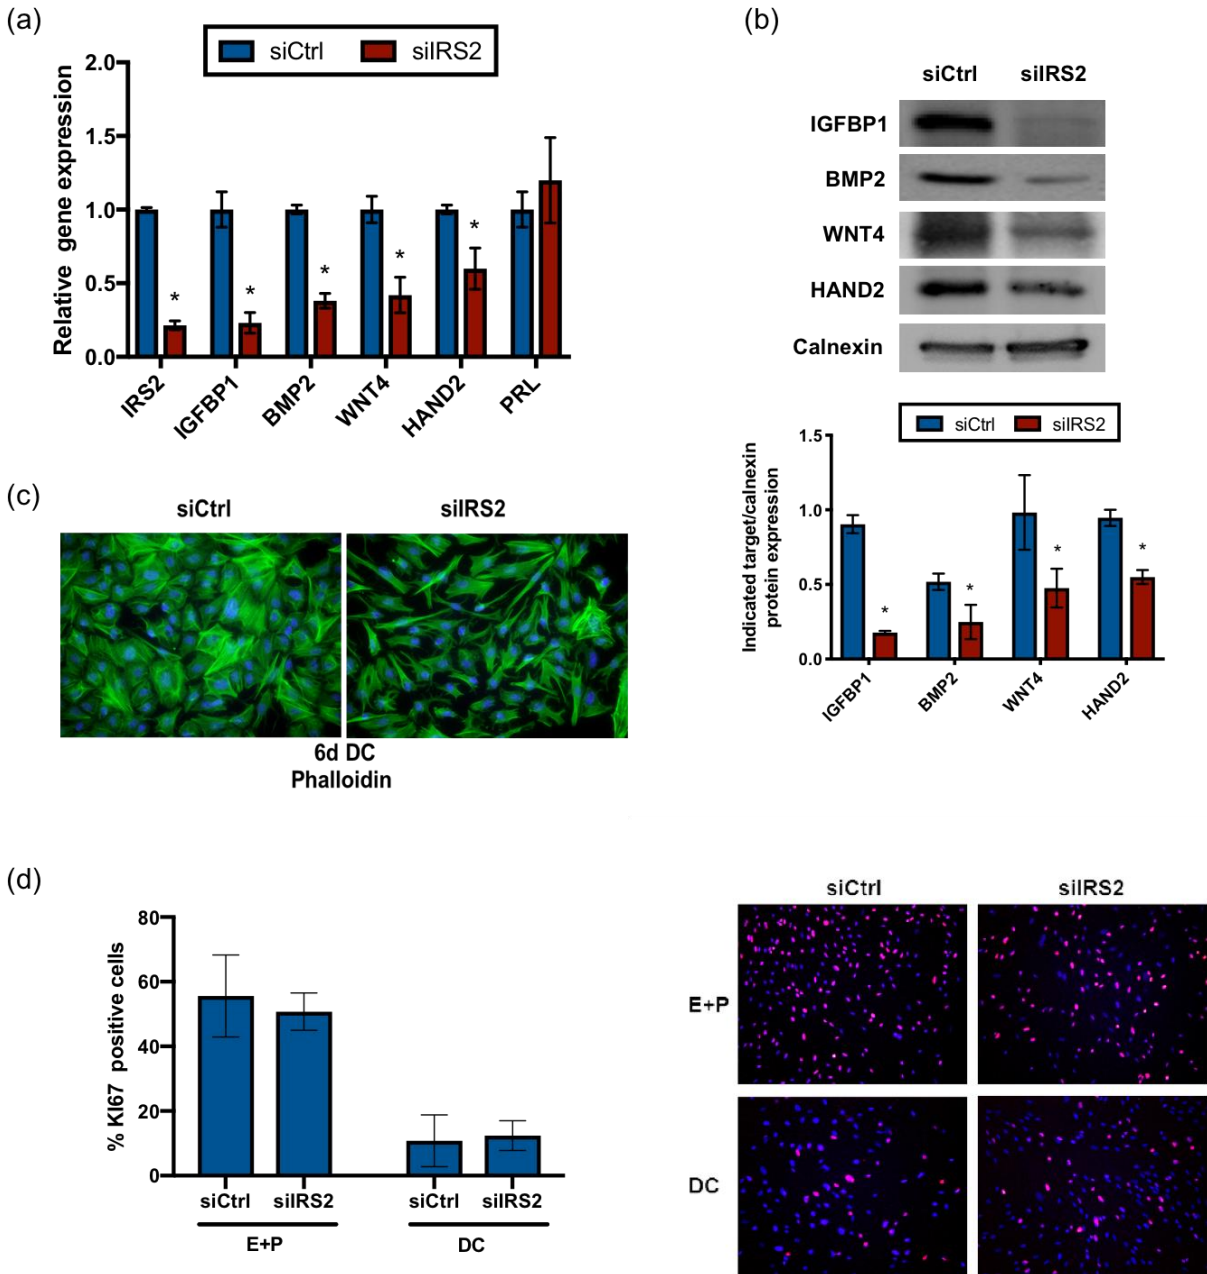 (a)
siCtrl siIRS2
Relative gene expression
2.0
1.5
1.0
0.5
0.0
IRS2 IGFBP1 BMP2 WNT4 HAND2 PRL
* * * * *
(b)
siCtrl siIRS2
IGFBP1
BMP2
WNT4
HAND2
Calnexin
siCtrl siIRS2
Indicated target/calnexin
protein expression
1.5
1.0
0.5
0.0
* * * *
IGFBP1 BMP2 WNT4 HAND2
(c)
siCtrl siIRS2
6d DC
Phalloidin
(d)
% KI67 positive cells
80
60
40
20
0
siCtrl siIRS2 siCtrl siIRS2
E+P DC
siCtrl siIRS2
E+P
DC